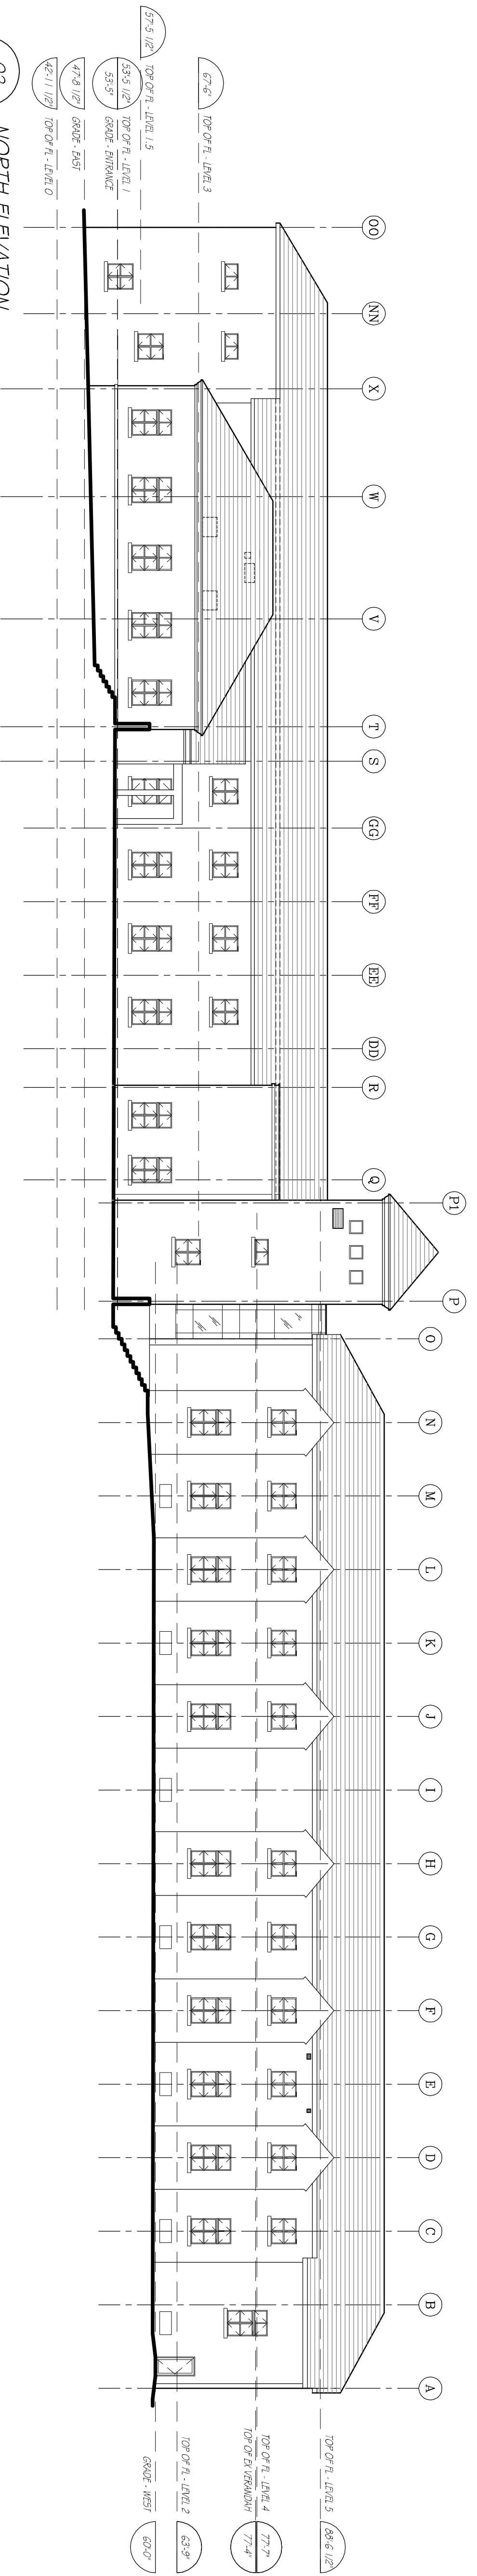 57'-5 1/2" TOP OF FL - LEVEL 1.5
67'-6" TOP OF FL - LEVEL 3
53'-5 1/2" TOP OF FL - LEVEL 1
53'-5" GRADE - ENTRANCE
47'-8 1/2" GRADE - EAST
42'-11 1/2" TOP OF FL - LEVEL 0
NORTH ELEVATION
OO
NN
X
W
V
T
S
GG
FF
EE
DD
R
Q
P1
P
O
N
M
L
K
J
I
H
G
F
E
D
C
B
A
TOP OF FL - LEVEL 5 88'-6 1/2"
TOP OF FL - LEVEL 4 77'-7"
TOP OF EX VERANDAH 77'-4"
TOP OF FL - LEVEL 2 63'-9"
GRADE - WEST 60'-0"